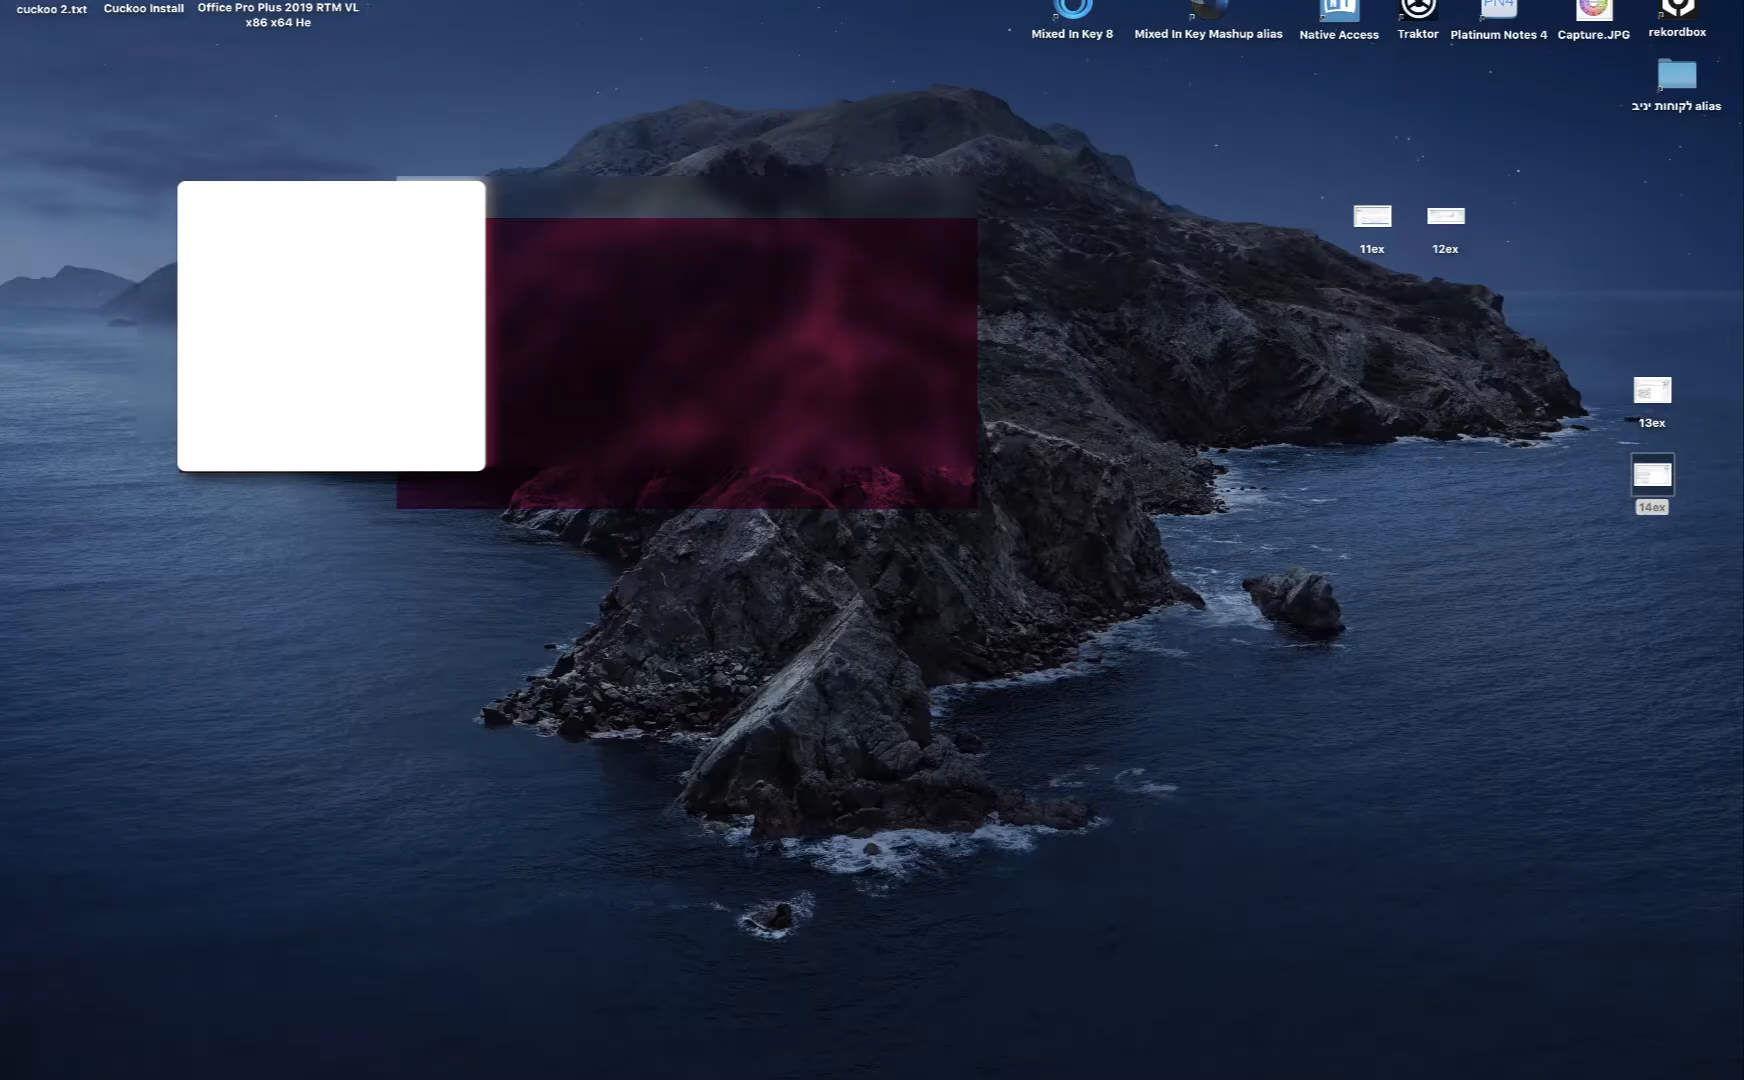 cuckoo 2.txt
Cuckoo Install
Office Pro Plus 2019 RTM VL
x86 x64 He
Mixed In Key 8
Mixed In Key Mashup alias
Native Access
Traktor
PN4
Platinum Notes 4
Capture.JPG
rekordbox
לקוחות יניב alias
11ex
12ex
13ex
14ex